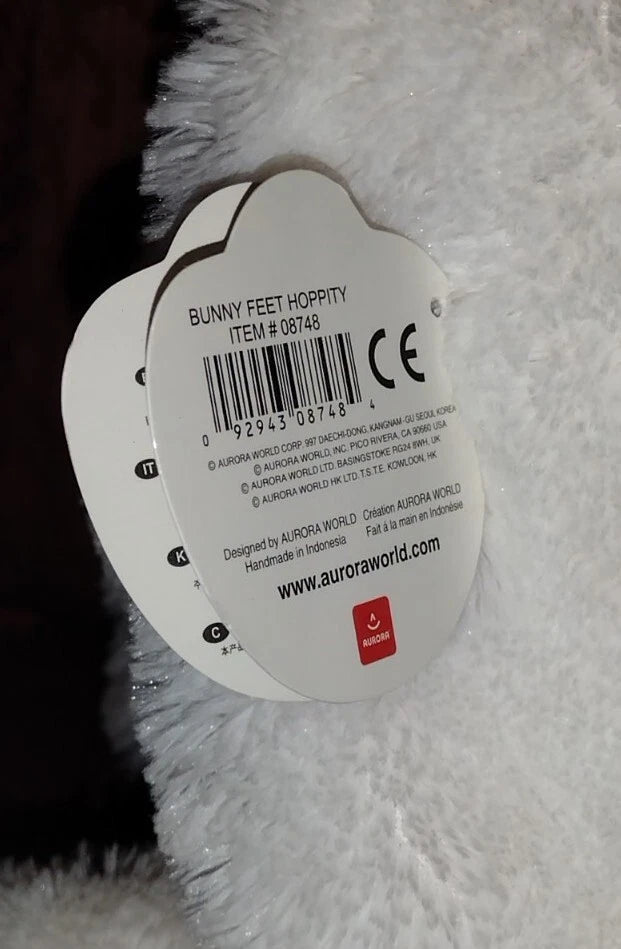 BUNNY FEET HOPPITY
ITEM # 08748
CE
0 92943 08748 4
© AURORA WORLD CORP. 997 DAECHI-DONG, KANGNAM-GU SEOUL KOREA
© AURORA WORLD, INC. PICO RIVERA, CA 90660 USA
© AURORA WORLD LTD. BASINGSTOKE RG24 8WH, UK
© AURORA WORLD HK LTD. T.S.T.E. KOWLOON, HK
Designed by AURORA WORLD Création AURORA WORLD
Handmade in Indonesia Fait à la main en Indonésie
www.auroraworld.com
AURORA
IT
K
C
本产